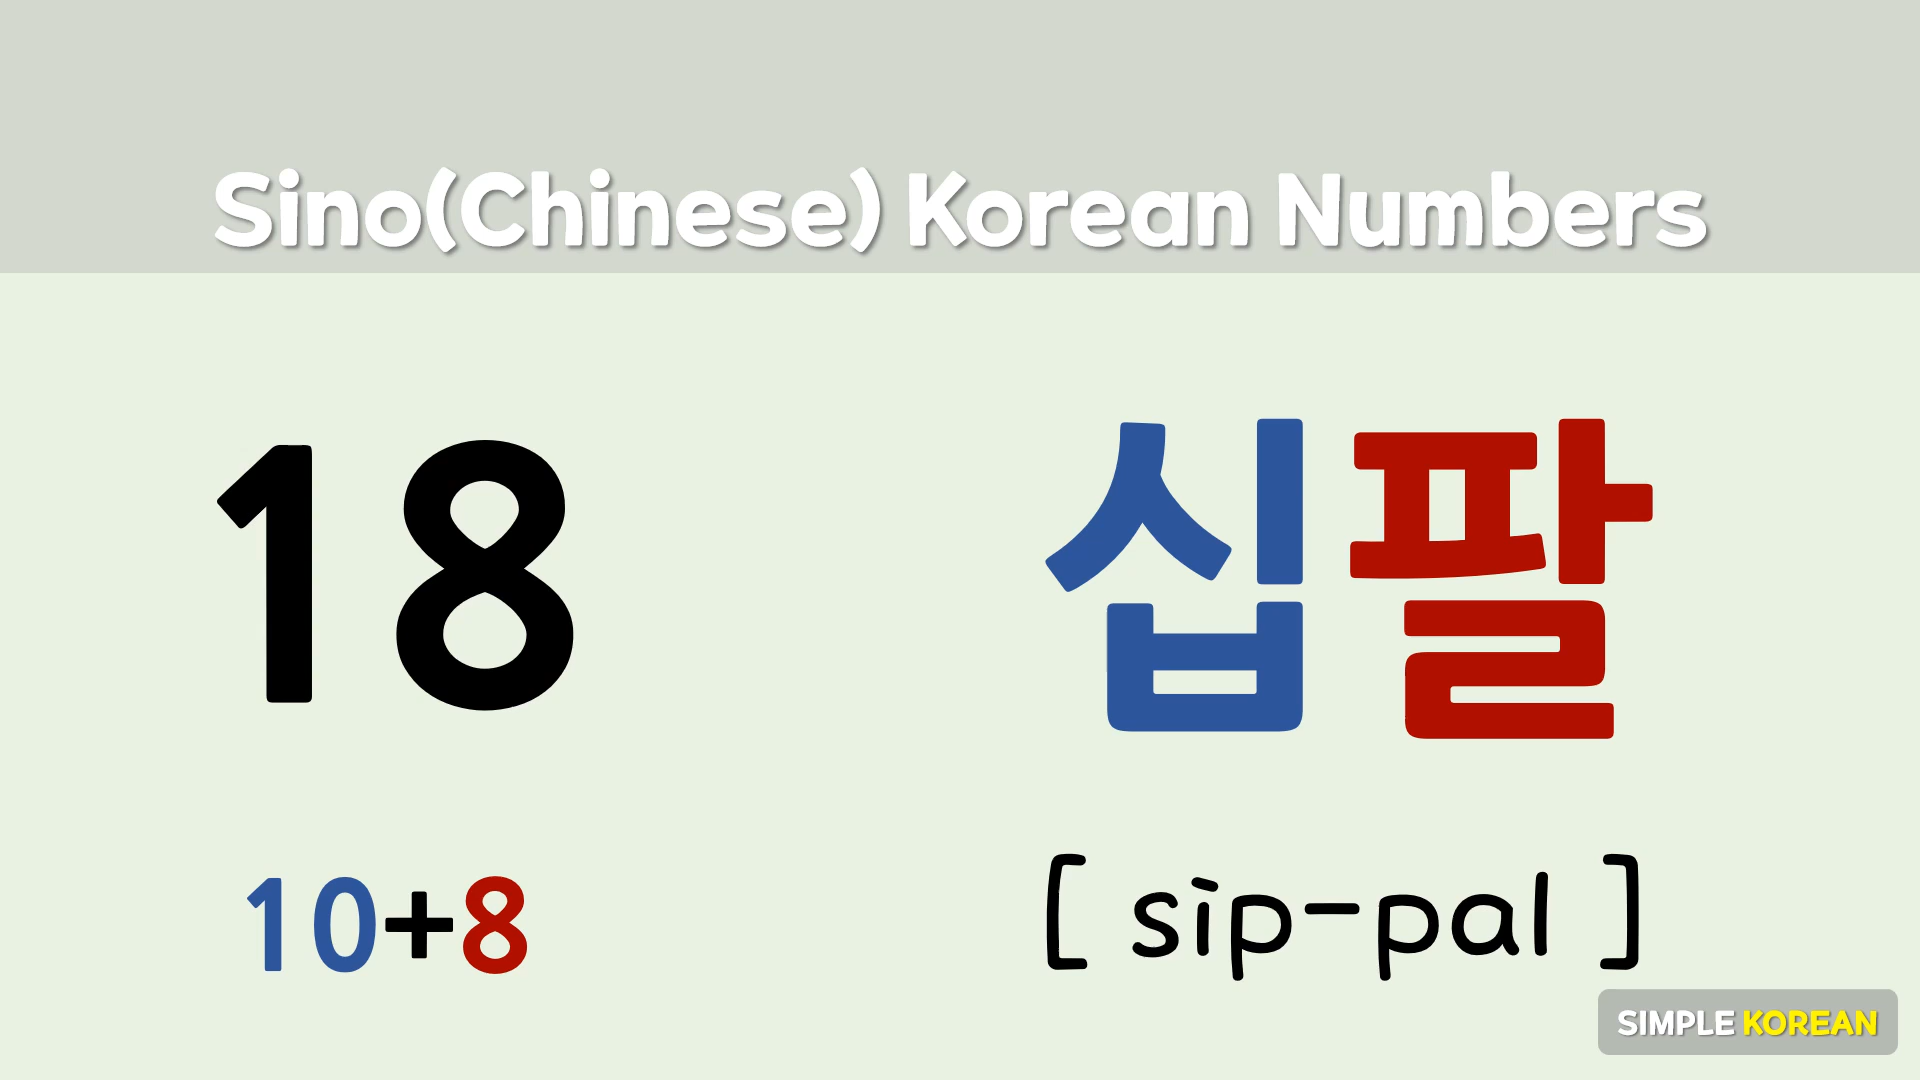 Sino(Chinese) Korean Numbers
18
십팔
10+8
[ sip-pal ]
SIMPLE KOREAN